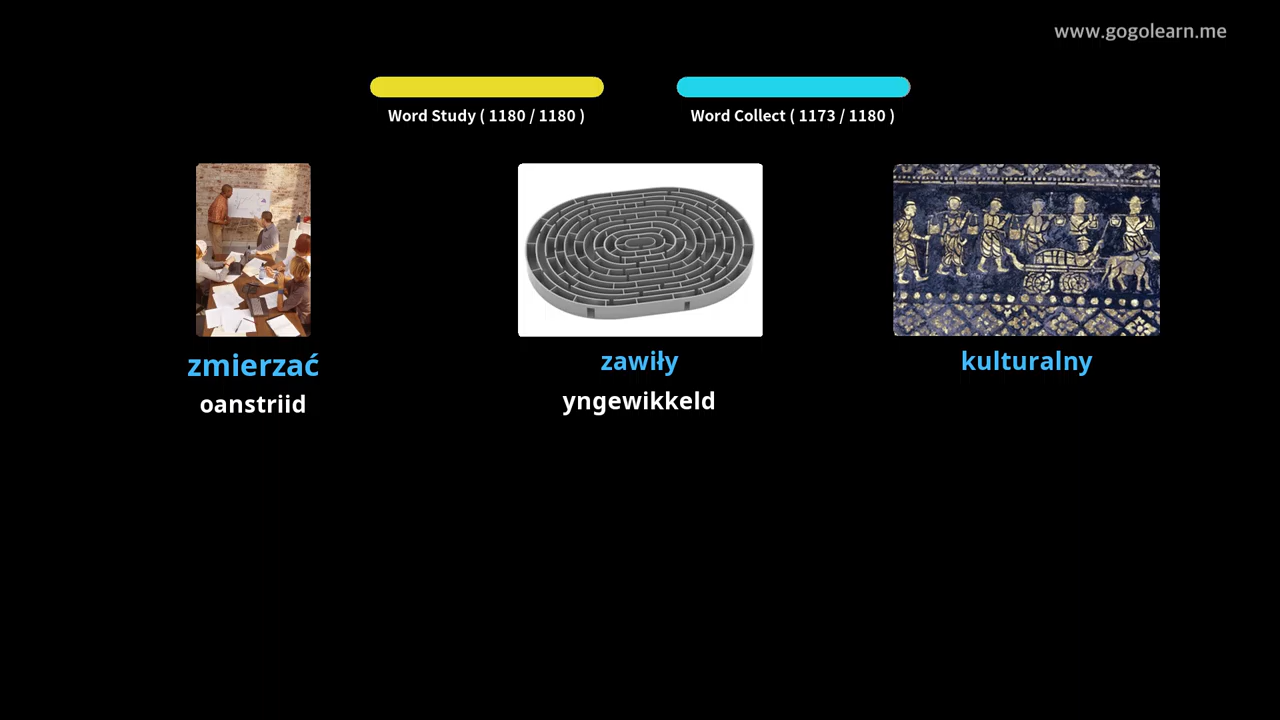 www.gogolearn.me
Word Study ( 1180 / 1180 )
Word Collect ( 1173 / 1180 )
zmierzać
zawiły
kulturalny
oanstriid
yngewikkeld